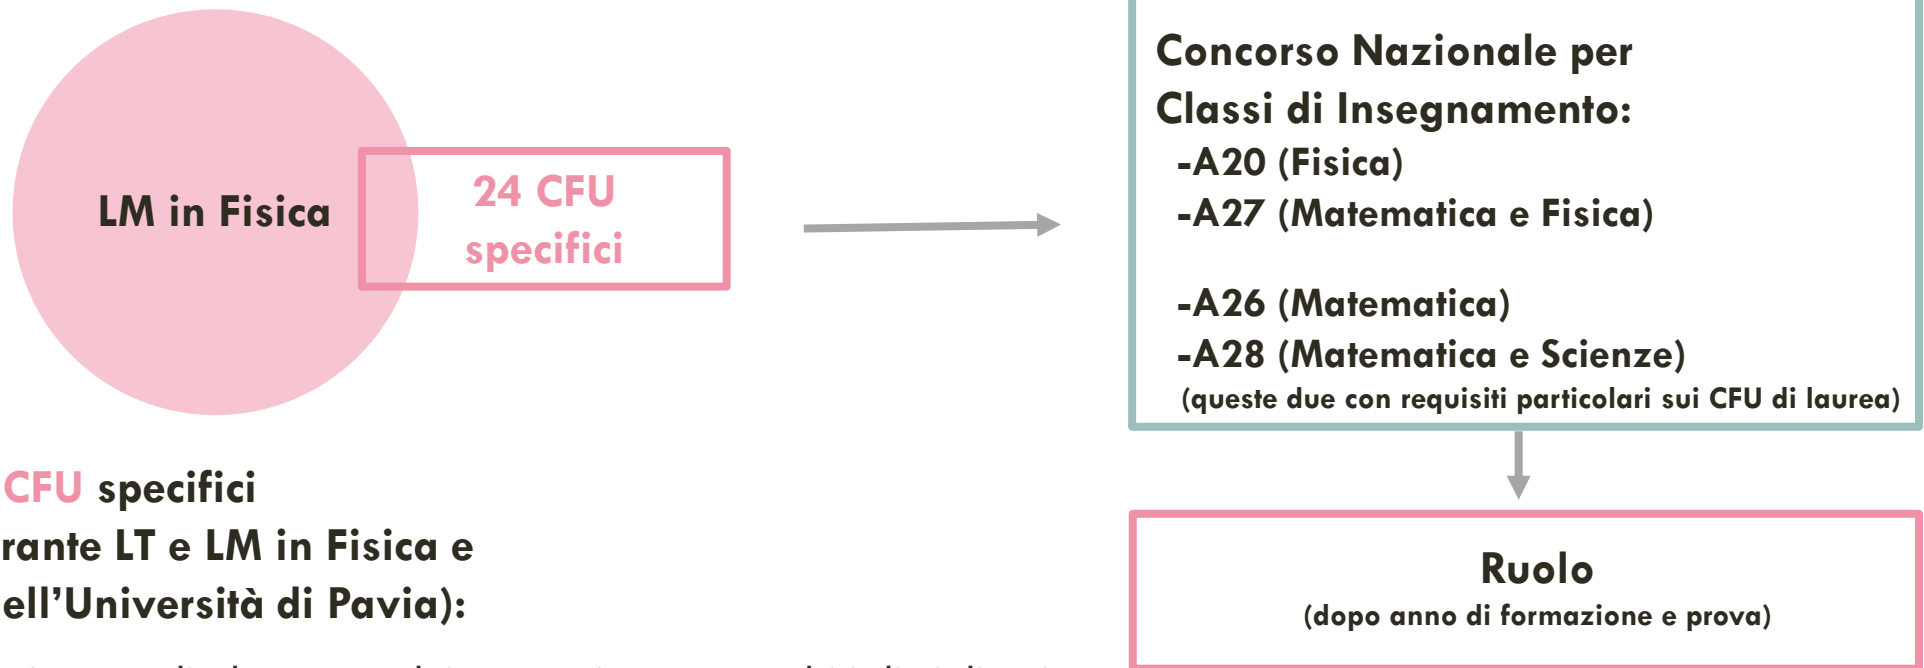 LM in Fisica
24 CFU
specifici
Concorso Nazionale per
Classi di Insegnamento:
-A20 (Fisica)
-A27 (Matematica e Fisica)
-A26 (Matematica)
-A28 (Matematica e Scienze)
(queste due con requisiti particolari sui CFU di laurea)
CFU specifici
rante LT e LM in Fisica e
ell'Università di Pavia):
Ruolo
(dopo anno di formazione e prova)